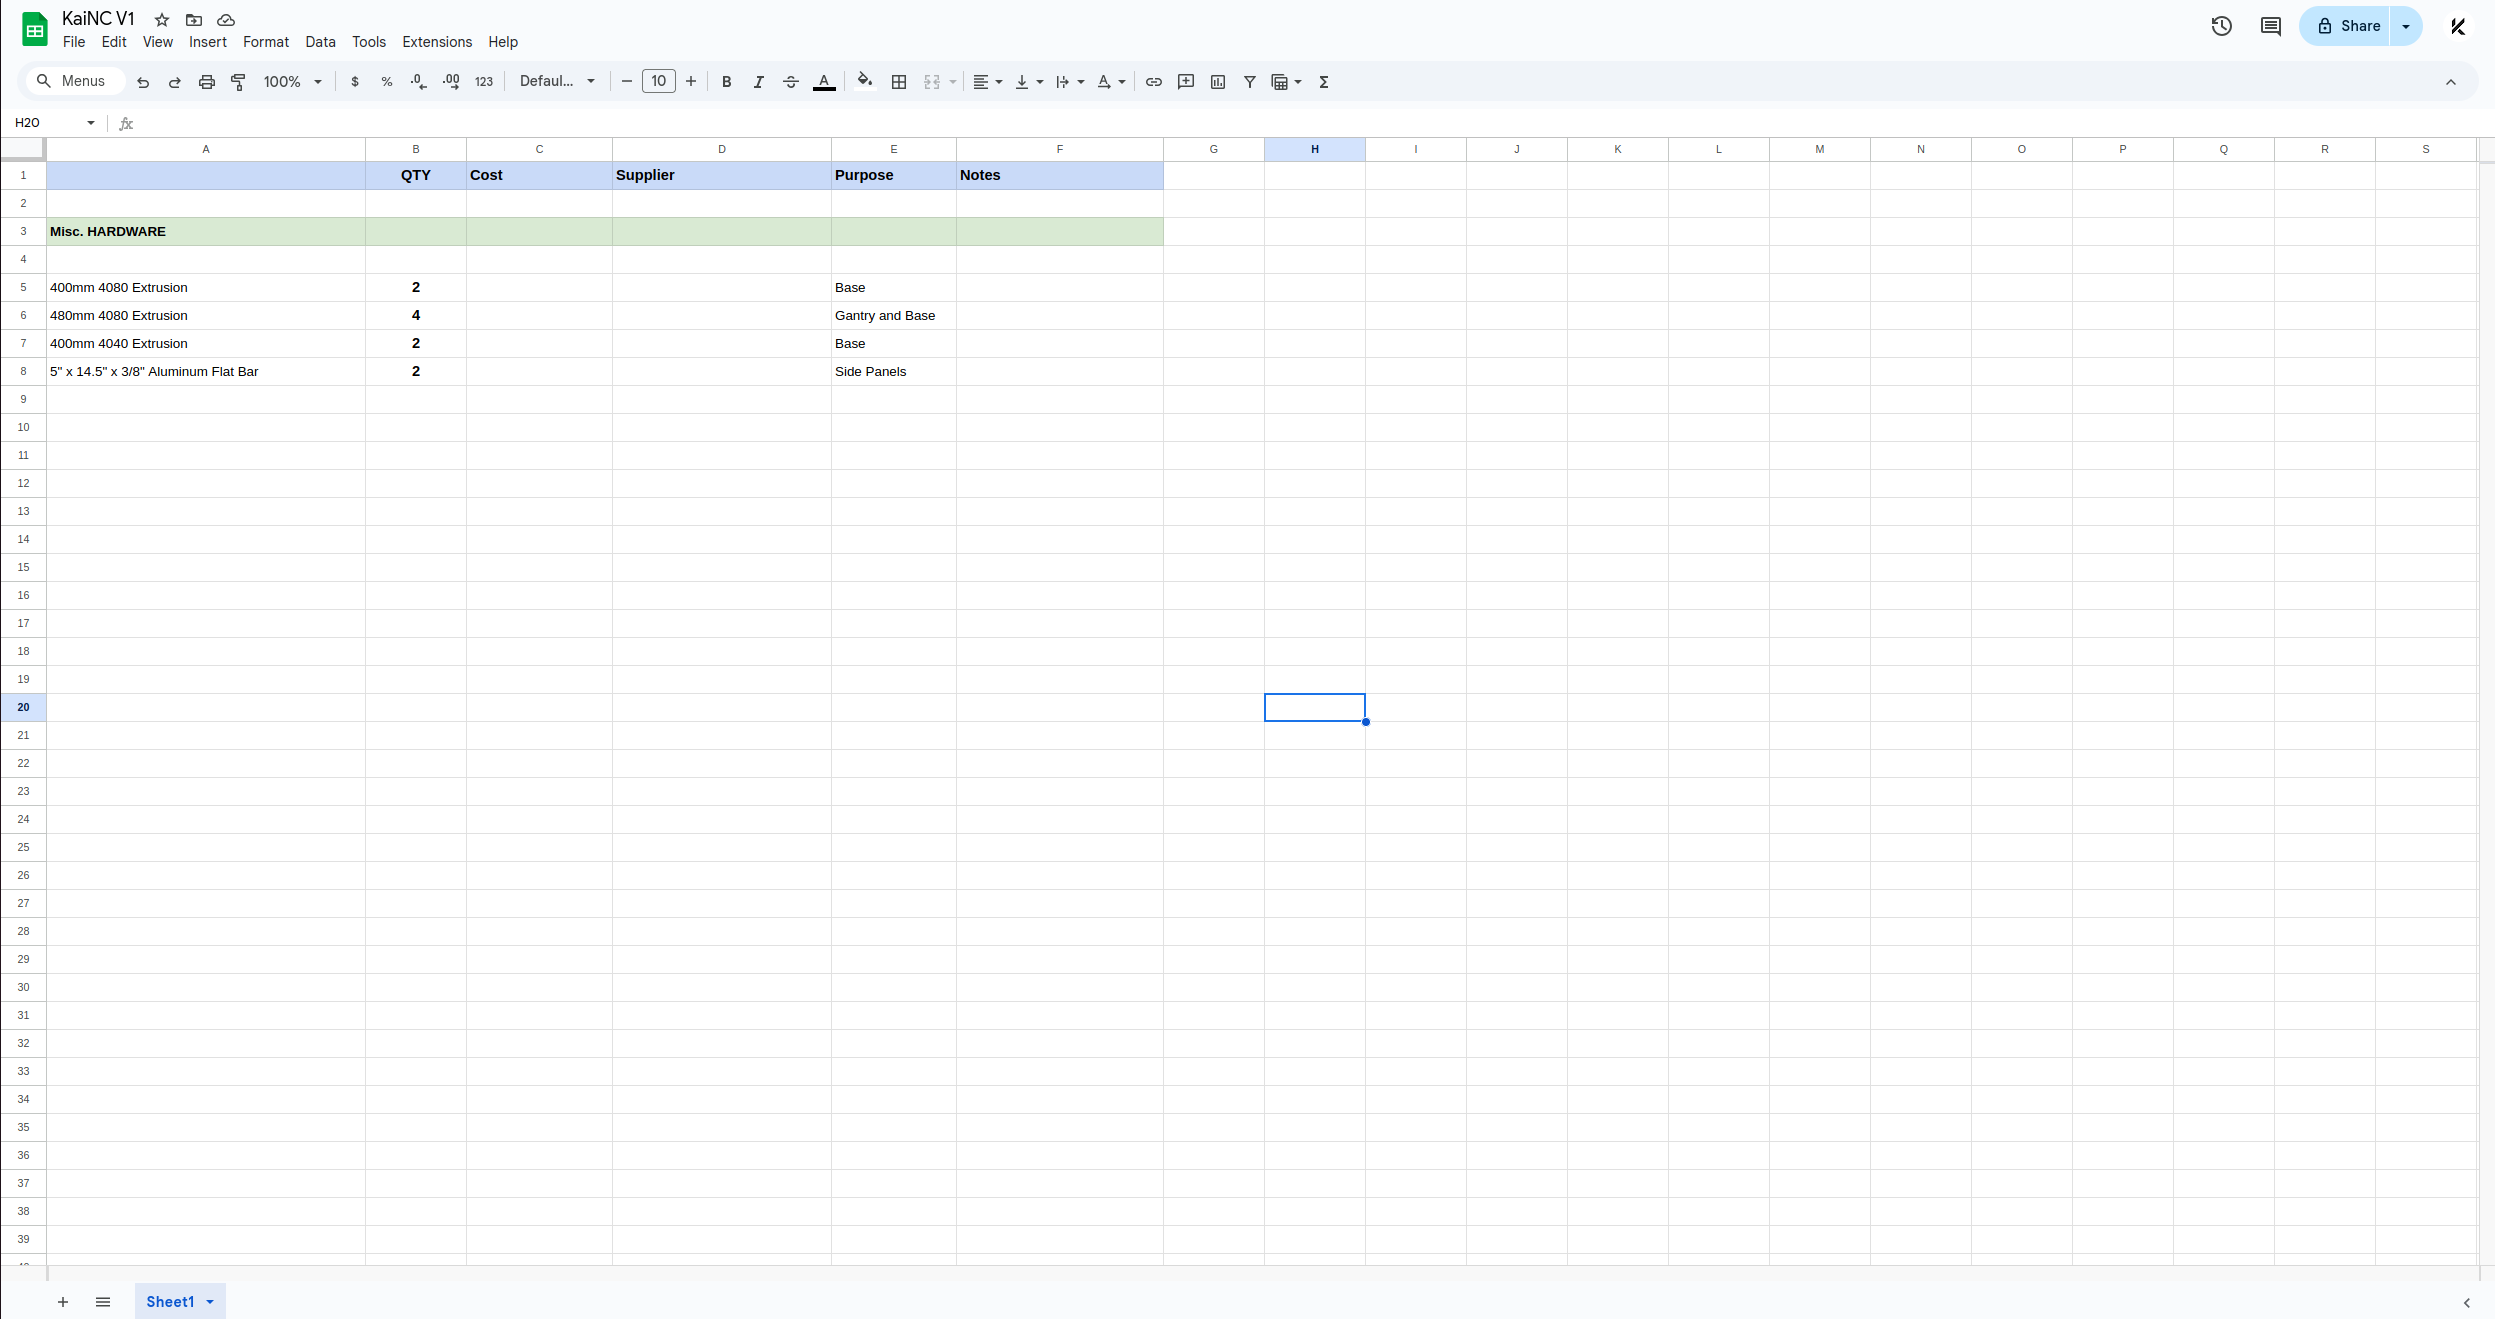 KaiNC V1
File Edit View Insert Format Data Tools Extensions Help
Share
Menus 100% $ % .0 .00 123 Defaul... 10 B I S A
H20 fx
A B C D E F G H I J K L M N O P Q R S
1 QTY Cost Supplier Purpose Notes
2
3 Misc. HARDWARE
4
5 400mm 4080 Extrusion 2 Base
6 480mm 4080 Extrusion 4 Gantry and Base
7 400mm 4040 Extrusion 2 Base
8 5" x 14.5" x 3/8" Aluminum Flat Bar 2 Side Panels
9
10
11
12
13
14
15
16
17
18
19
20
21
22
23
24
25
26
27
28
29
30
31
32
33
34
35
36
37
38
39
Sheet1